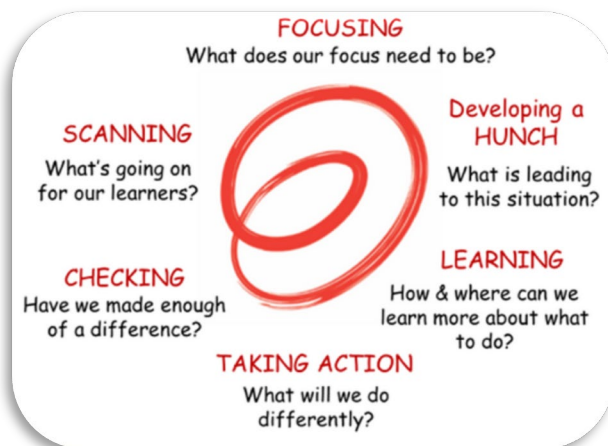 FOCUSING
What does our focus need to be?
Developing a
HUNCH
What is leading
to this situation?
LEARNING
How & where can we
learn more about what
to do?
TAKING ACTION
What will we do
differently?
CHECKING
Have we made enough
of a difference?
SCANNING
What's going on
for our learners?